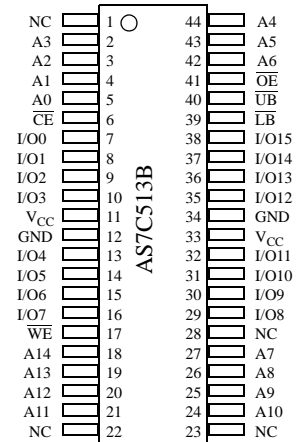 NC 1 44 A4
A3 2 43 A5
A2 3 42 A6
A1 4 41 OE
A0 5 40 UB
CE 6 39 LB
I/O0 7 38 I/O15
I/O1 8 37 I/O14
I/O2 9 36 I/O13
I/O3 10 35 I/O12
VCC 11 34 GND
GND 12 33 VCC
I/O4 13 32 I/O11
I/O5 14 31 I/O10
I/O6 15 30 I/O9
I/O7 16 29 I/O8
WE 17 28 NC
A14 18 27 A7
A13 19 26 A8
A12 20 25 A9
A11 21 24 A10
NC 22 23 NC
AS7C513B